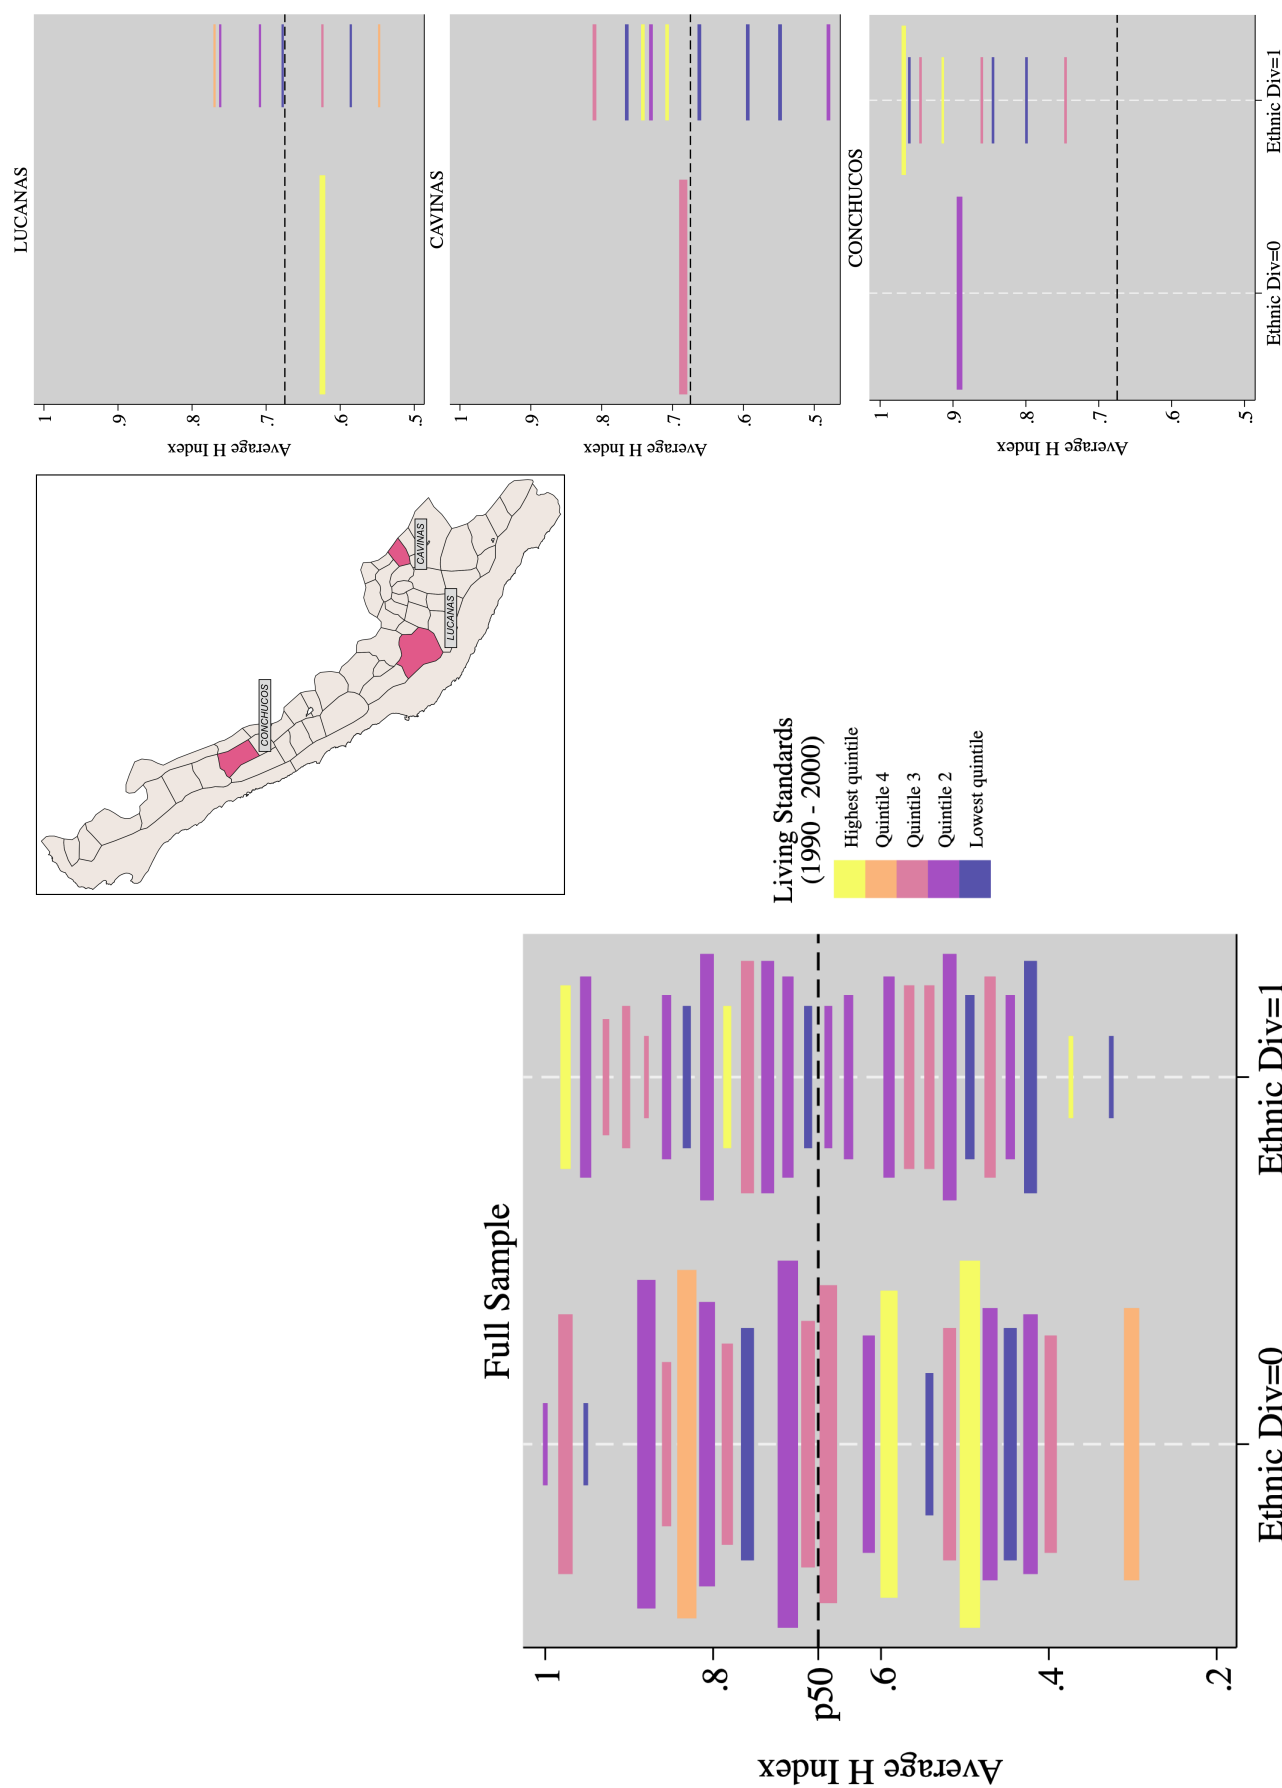 Full Sample
Average H Index
1
.8
p50
.6
.4
.2
Ethnic Div=0
Ethnic Div=1
Living Standards
(1990 - 2000)
Highest quintile
Quintile 4
Quintile 3
Quintile 2
Lowest quintile
CONCHUCOS
LUCANAS
CAVINAS
LUCANAS
Average H Index
1
.9
.8
.7
.6
.5
CAVINAS
Average H Index
1
.9
.8
.7
.6
.5
CONCHUCOS
Average H Index
1
.9
.8
.7
.6
.5
Ethnic Div=0
Ethnic Div=1